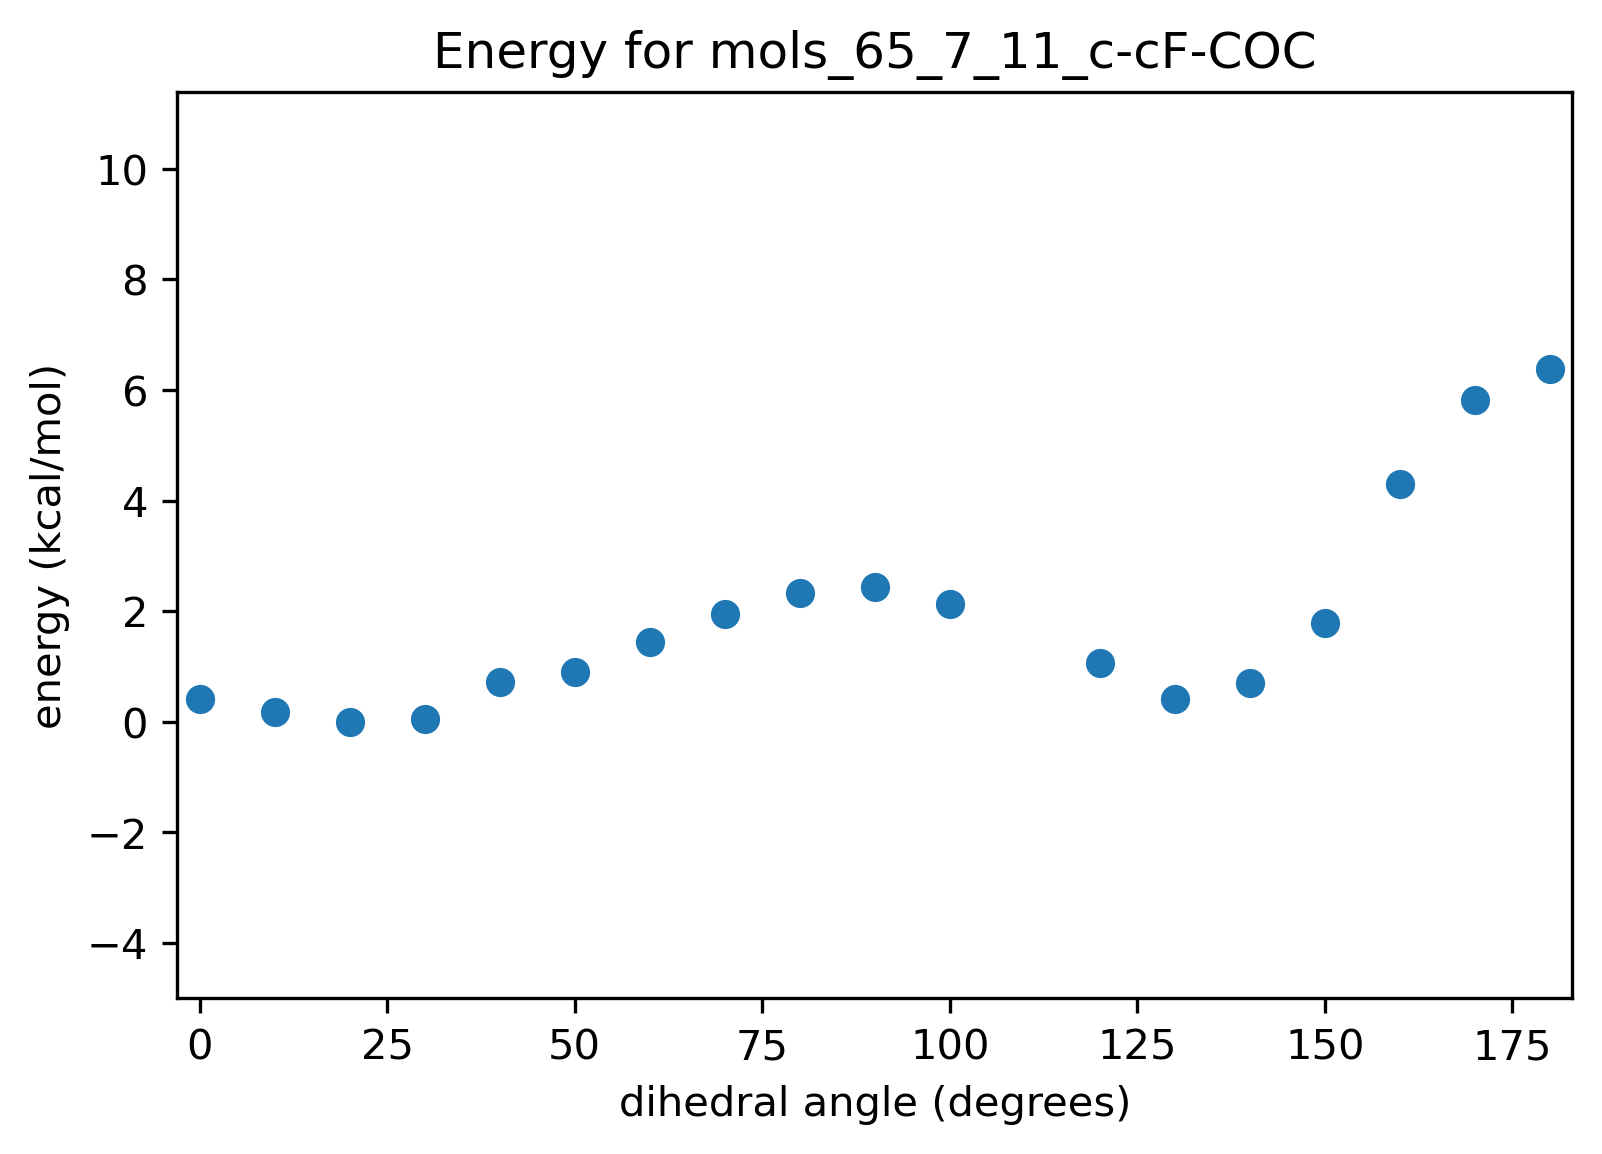 Energy for mols_65_7_11_c-cF-COC
10
8
6
4
2
0
−2
−4
energy (kcal/mol)
0 25 50 75 100 125 150 175
dihedral angle (degrees)